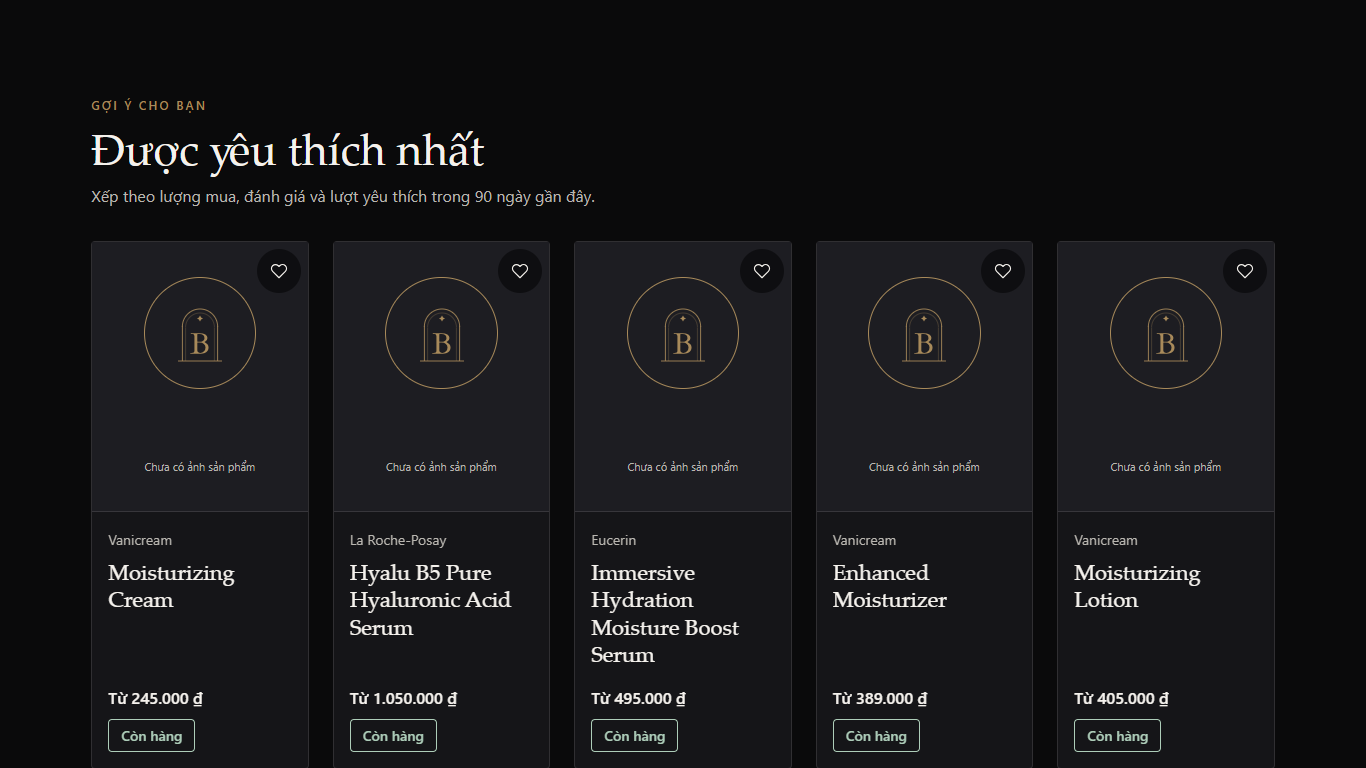 GỢI Ý CHO BẠN
Được yêu thích nhất
Xếp theo lượng mua, đánh giá và lượt yêu thích trong 90 ngày gần đây.
B
Chưa có ảnh sản phẩm
Vanicream
Moisturizing
Cream
Từ 245.000 ₫
Còn hàng
B
Chưa có ảnh sản phẩm
La Roche-Posay
Hyalu B5 Pure
Hyaluronic Acid
Serum
Từ 1.050.000 ₫
Còn hàng
B
Chưa có ảnh sản phẩm
Eucerin
Immersive
Hydration
Moisture Boost
Serum
Từ 495.000 ₫
Còn hàng
B
Chưa có ảnh sản phẩm
Vanicream
Enhanced
Moisturizer
Từ 389.000 ₫
Còn hàng
B
Chưa có ảnh sản phẩm
Vanicream
Moisturizing
Lotion
Từ 405.000 ₫
Còn hàng